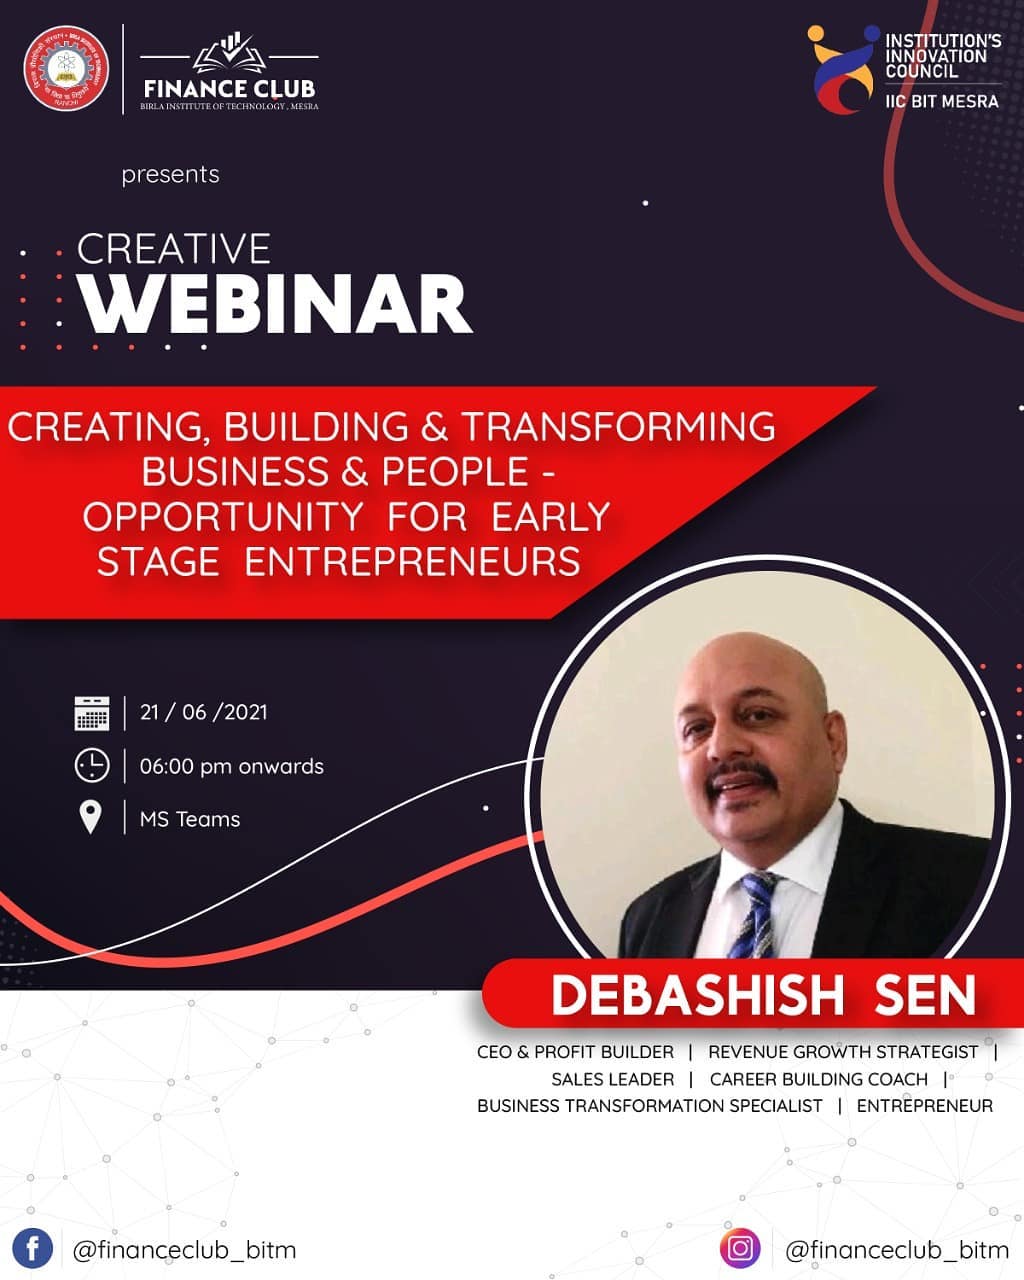 FINANCE CLUB
BIRLA INSTITUTE OF TECHNOLOGY, MESRA
RANCHI
INSTITUTION'S
INNOVATION
COUNCIL
IIC BIT MESRA
presents
CREATIVE
WEBINAR
CREATING, BUILDING & TRANSFORMING
BUSINESS & PEOPLE -
OPPORTUNITY FOR EARLY
STAGE ENTREPRENEURS
21 / 06 /2021
06:00 pm onwards
MS Teams
DEBASHISH SEN
CEO & PROFIT BUILDER | REVENUE GROWTH STRATEGIST |
SALES LEADER | CAREER BUILDING COACH |
BUSINESS TRANSFORMATION SPECIALIST | ENTREPRENEUR
@financeclub_bitm
@financeclub_bitm